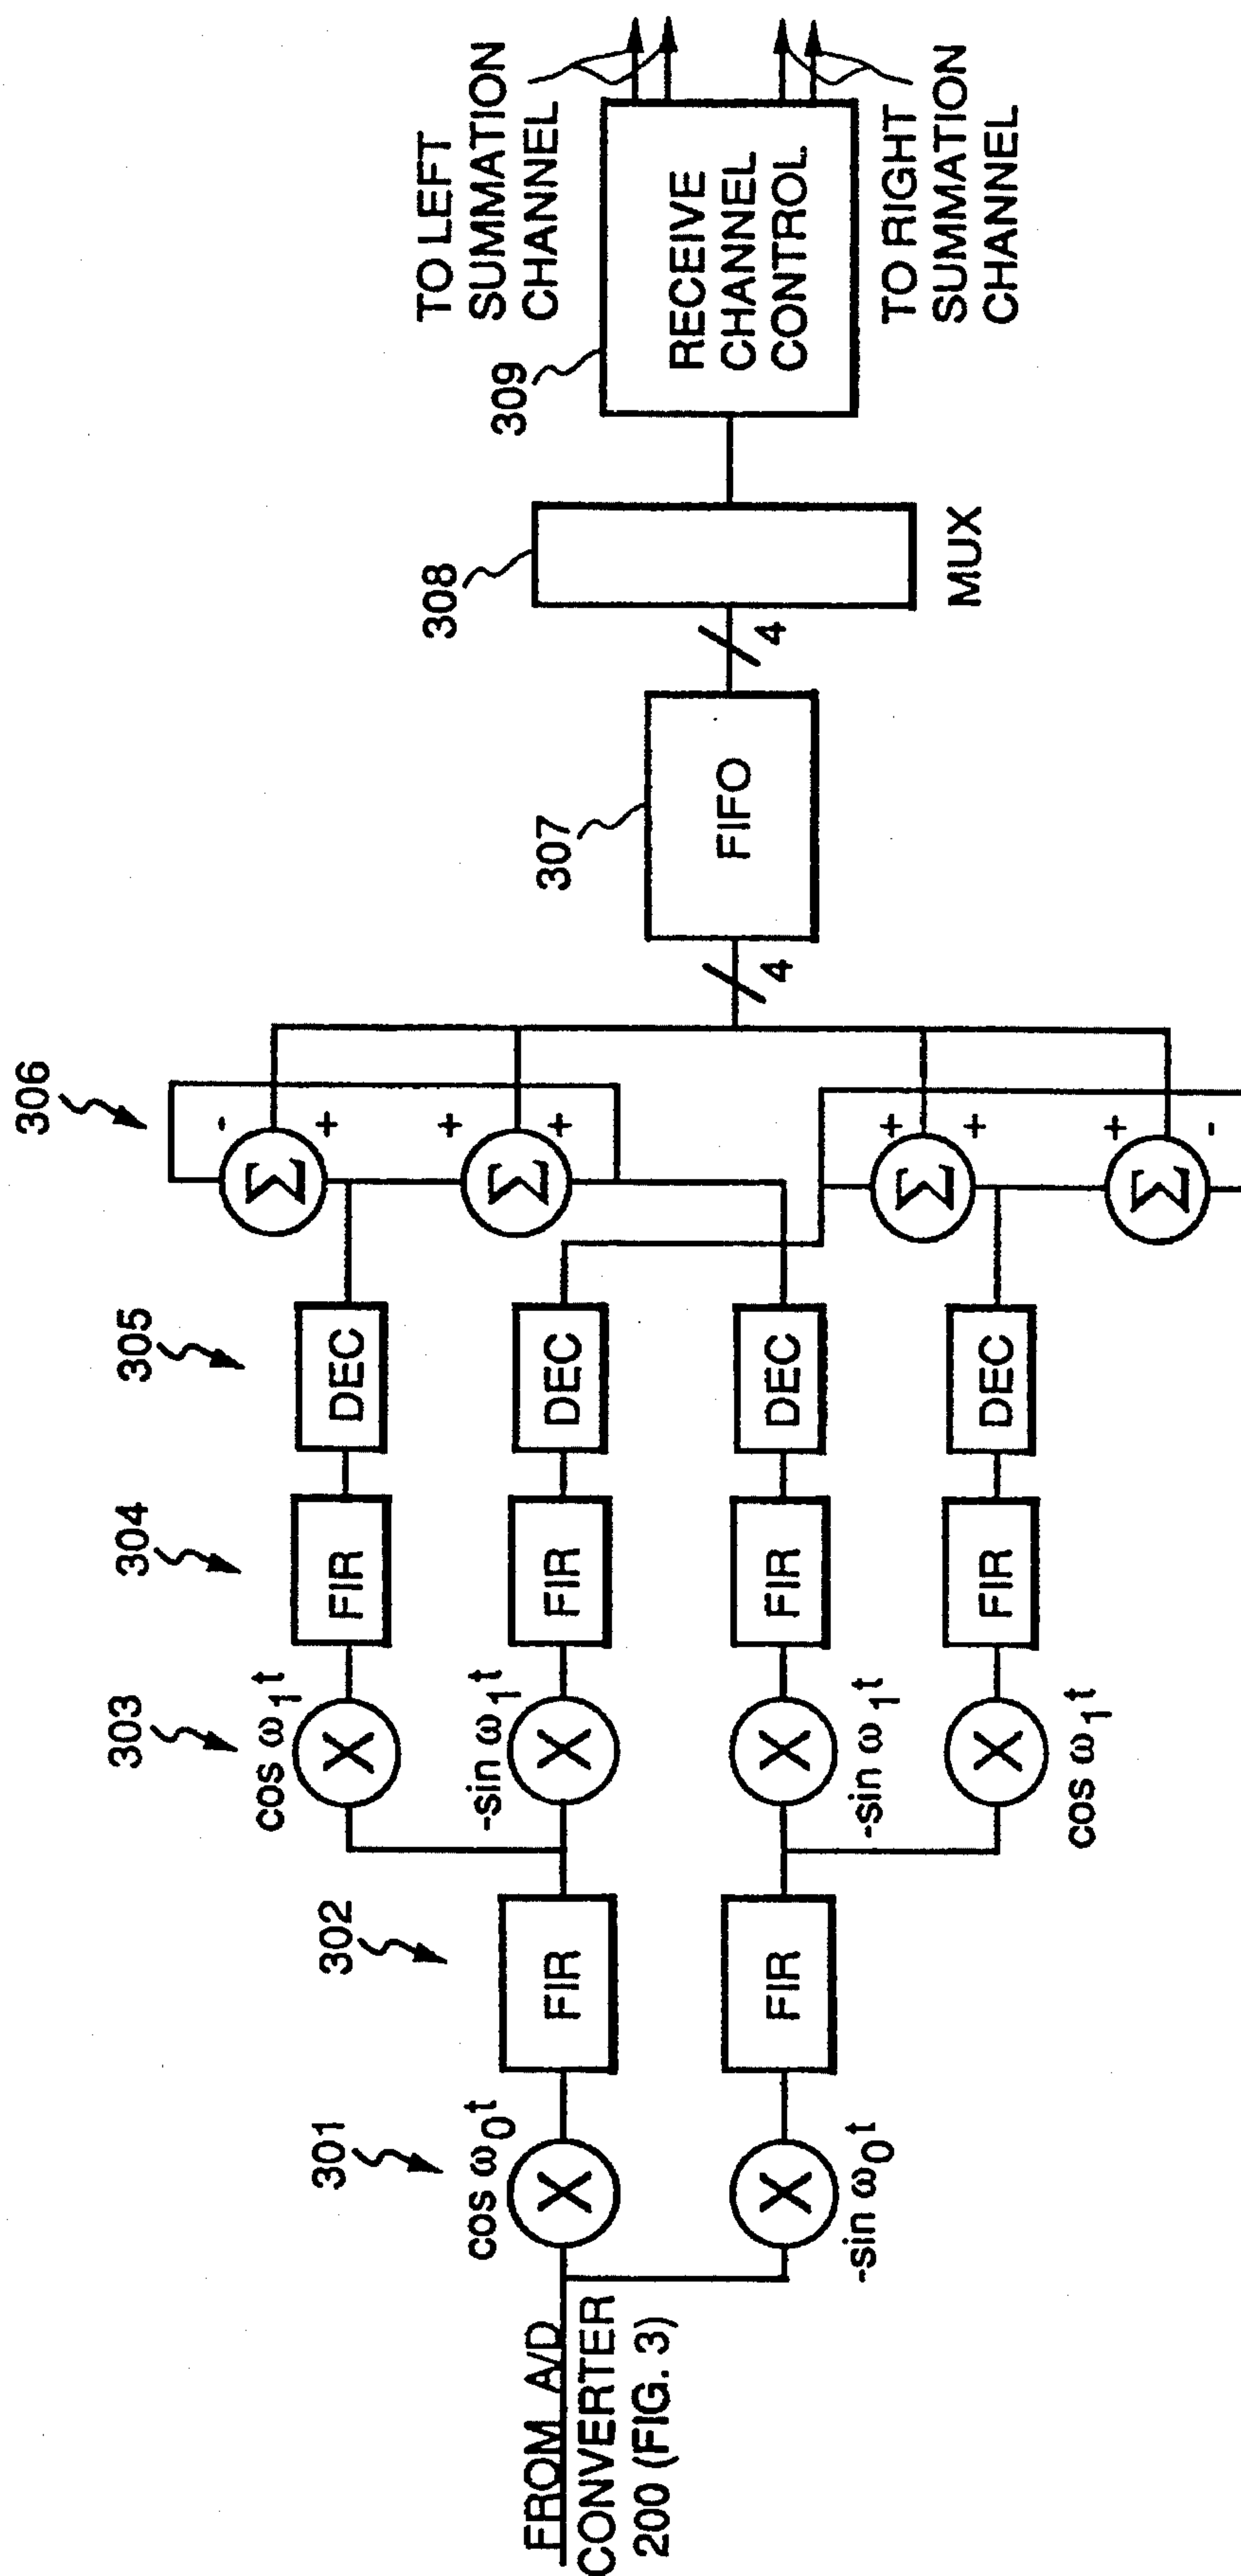 FROM A/D
CONVERTER
200 (FIG. 3)
301
cos ω0t
X
X
-sin ω0t
302
FIR
FIR
303
cos ω1t
X
-sin ω1t
X
X
-sin ω1t
X
cos ω1t
304
FIR
FIR
FIR
FIR
305
DEC
DEC
DEC
DEC
306
-
Σ
+
+
Σ
+
+
Σ
+
+
Σ
-
4
307
FIFO
4
308
MUX
309
RECEIVE
CHANNEL
CONTROL
TO LEFT
SUMMATION
CHANNEL
TO RIGHT
SUMMATION
CHANNEL